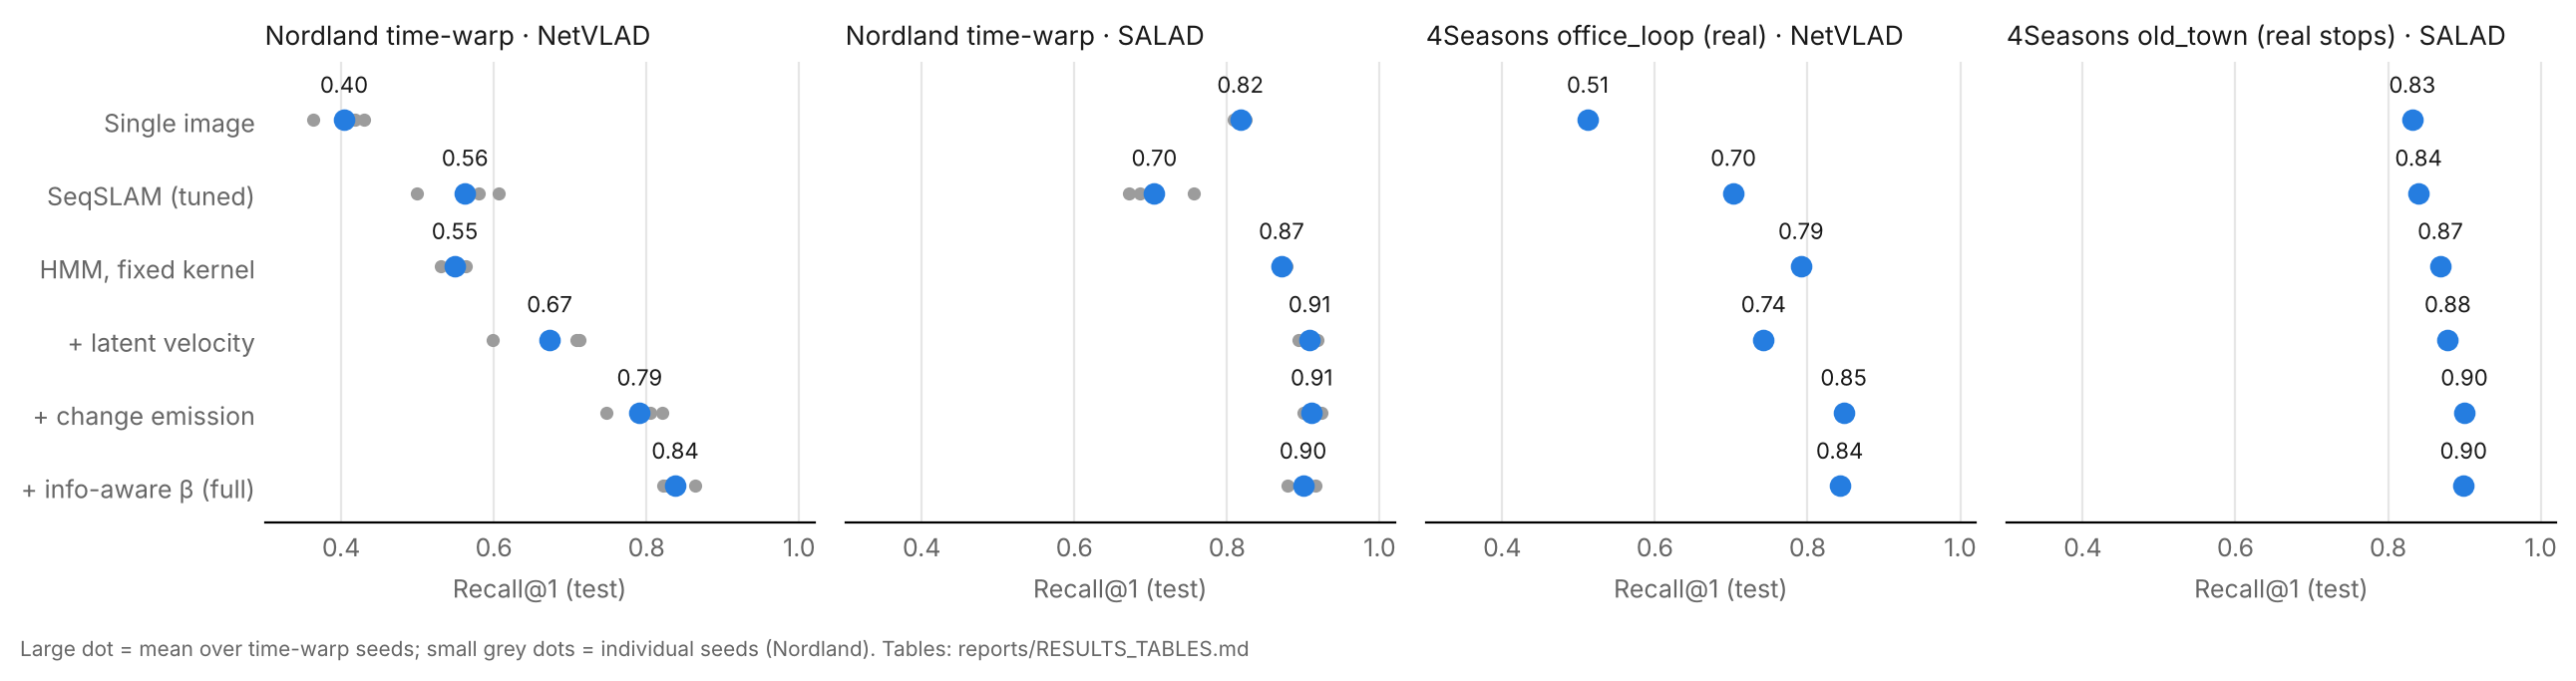 Nordland time-warp · NetVLAD
Nordland time-warp · SALAD
4Seasons office_loop (real) · NetVLAD
4Seasons old_town (real stops) · SALAD
Single image
0.40
0.82
0.51
0.83
SeqSLAM (tuned)
0.56
0.70
0.70
0.84
HMM, fixed kernel
0.55
0.87
0.79
0.87
+ latent velocity
0.67
0.91
0.74
0.88
+ change emission
0.79
0.91
0.85
0.90
+ info-aware β (full)
0.84
0.90
0.84
0.90
0.4 0.6 0.8 1.0
0.4 0.6 0.8 1.0
0.4 0.6 0.8 1.0
0.4 0.6 0.8 1.0
Recall@1 (test)
Recall@1 (test)
Recall@1 (test)
Recall@1 (test)
Large dot = mean over time-warp seeds; small grey dots = individual seeds (Nordland). Tables: reports/RESULTS_TABLES.md